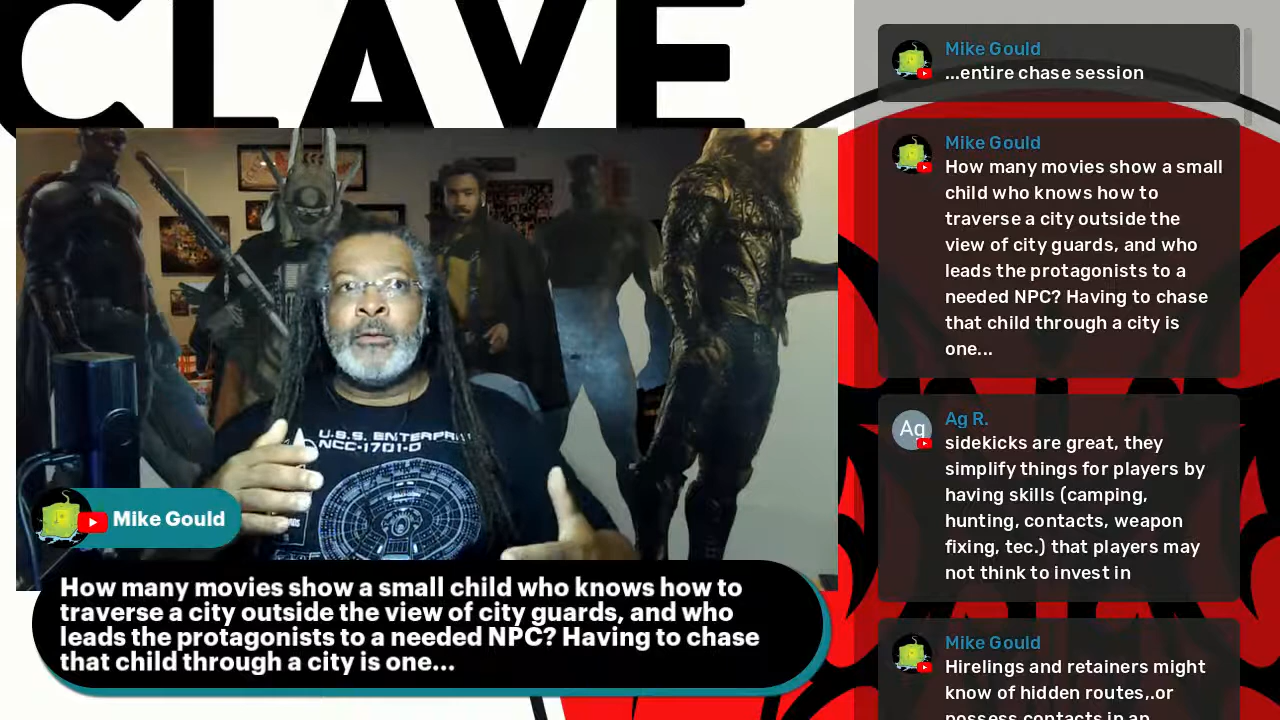 CLAVE
U.S.S. ENTERPRI
NCC-1701-D
Mike Gould
How many movies show a small child who knows how to
traverse a city outside the view of city guards, and who
leads the protagonists to a needed NPC? Having to chase
that child through a city is one...
Mike Gould
...entire chase session
Mike Gould
How many movies show a small
child who knows how to
traverse a city outside the
view of city guards, and who
leads the protagonists to a
needed NPC? Having to chase
that child through a city is
one...
Ag
Ag R.
sidekicks are great, they
simplify things for players by
having skills (camping,
hunting, contacts, weapon
fixing, tec.) that players may
not think to invest in
Mike Gould
Hirelings and retainers might
know of hidden routes,.or
possess contacts in an